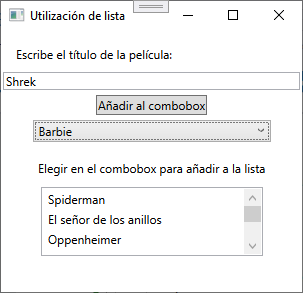 Utilización de lista
Escribe el título de la película:
Shrek
Añadir al combobox
Barbie
Elegir en el combobox para añadir a la lista
Spiderman
El señor de los anillos
Oppenheimer